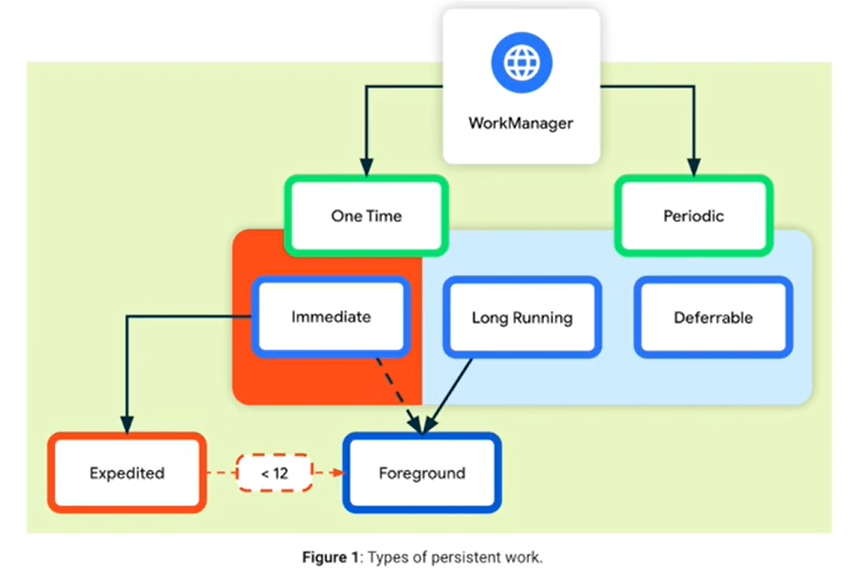 WorkManager
One Time
Periodic
Immediate
Long Running
Deferrable
Expedited
< 12
Foreground
Figure 1: Types of persistent work.